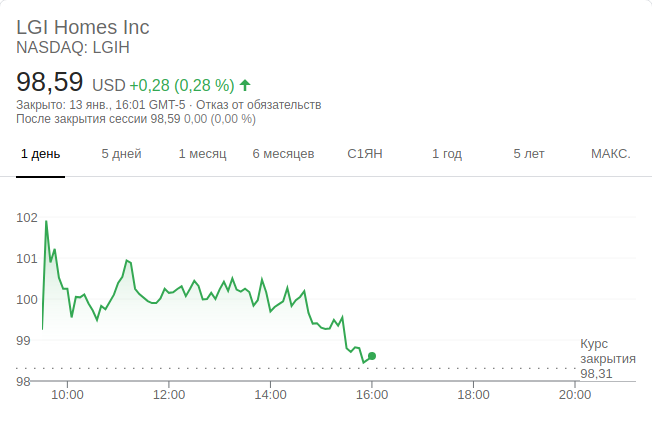 LGI Homes Inc
NASDAQ: LGIH
98,59 USD +0,28 (0,28 %)
Закрыто: 13 янв., 16:01 GMT-5 · Отказ от обязательств
После закрытия сессии 98,59 0,00 (0,00 %)
1 день 5 дней 1 месяц 6 месяцев С1ЯН 1 год 5 лет МАКС.
102
101
100
99
98
Курс
закрытия
98,31
10:00 12:00 14:00 16:00 18:00 20:00